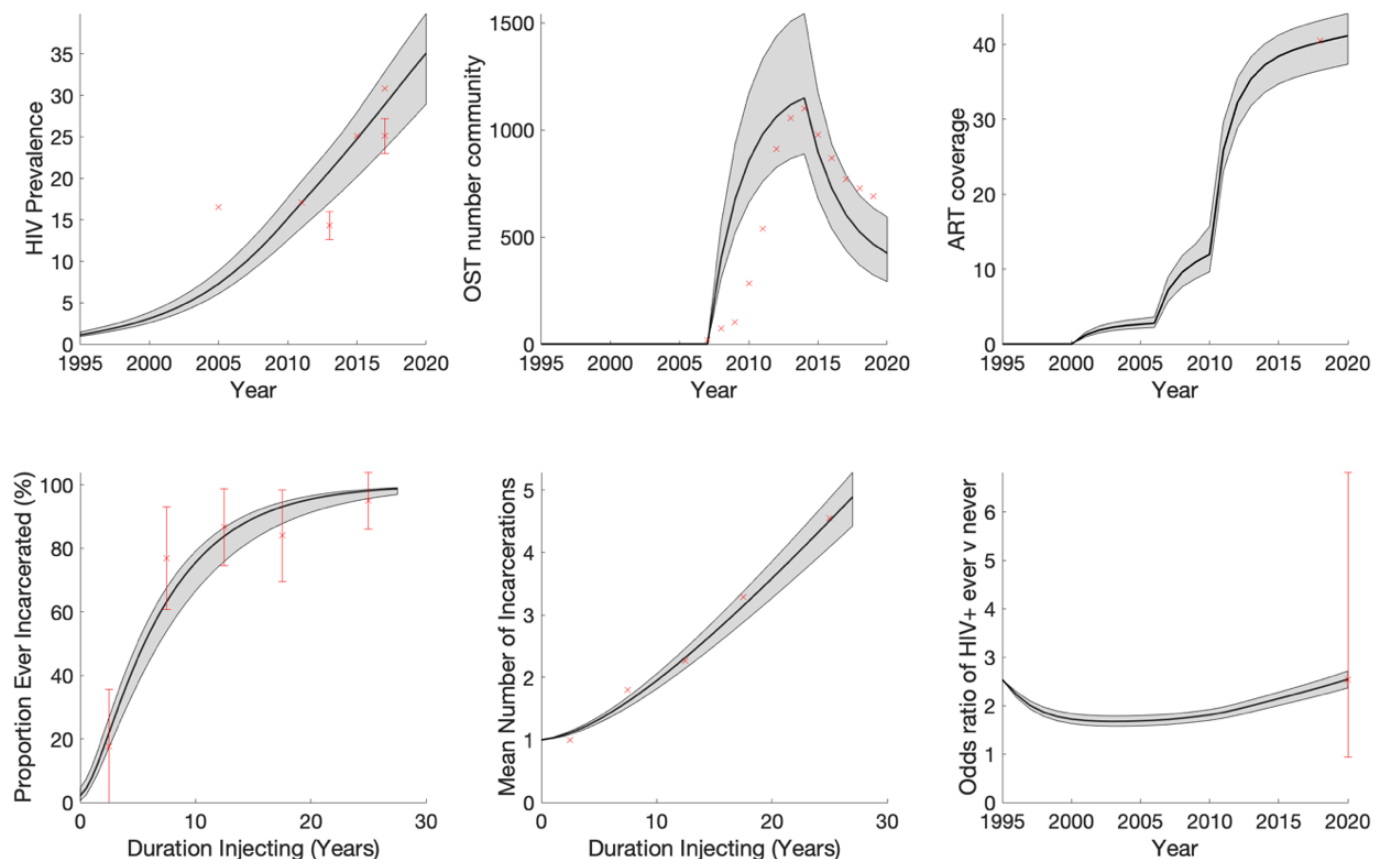 HIV Prevalence
35
30
25
20
15
10
5
0
1995 2000 2005 2010 2015 2020
Year
OST number community
1500
1000
500
0
1995 2000 2005 2010 2015 2020
Year
ART coverage
40
30
20
10
0
1995 2000 2005 2010 2015 2020
Year
Proportion Ever Incarcerated (%)
100
80
60
40
20
0
0 10 20 30
Duration Injecting (Years)
Mean Number of Incarcerations
5
4
3
2
1
0
0 10 20 30
Duration Injecting (Years)
Odds ratio of HIV+ ever v never
6
5
4
3
2
1
0
1995 2000 2005 2010 2015 2020
Year